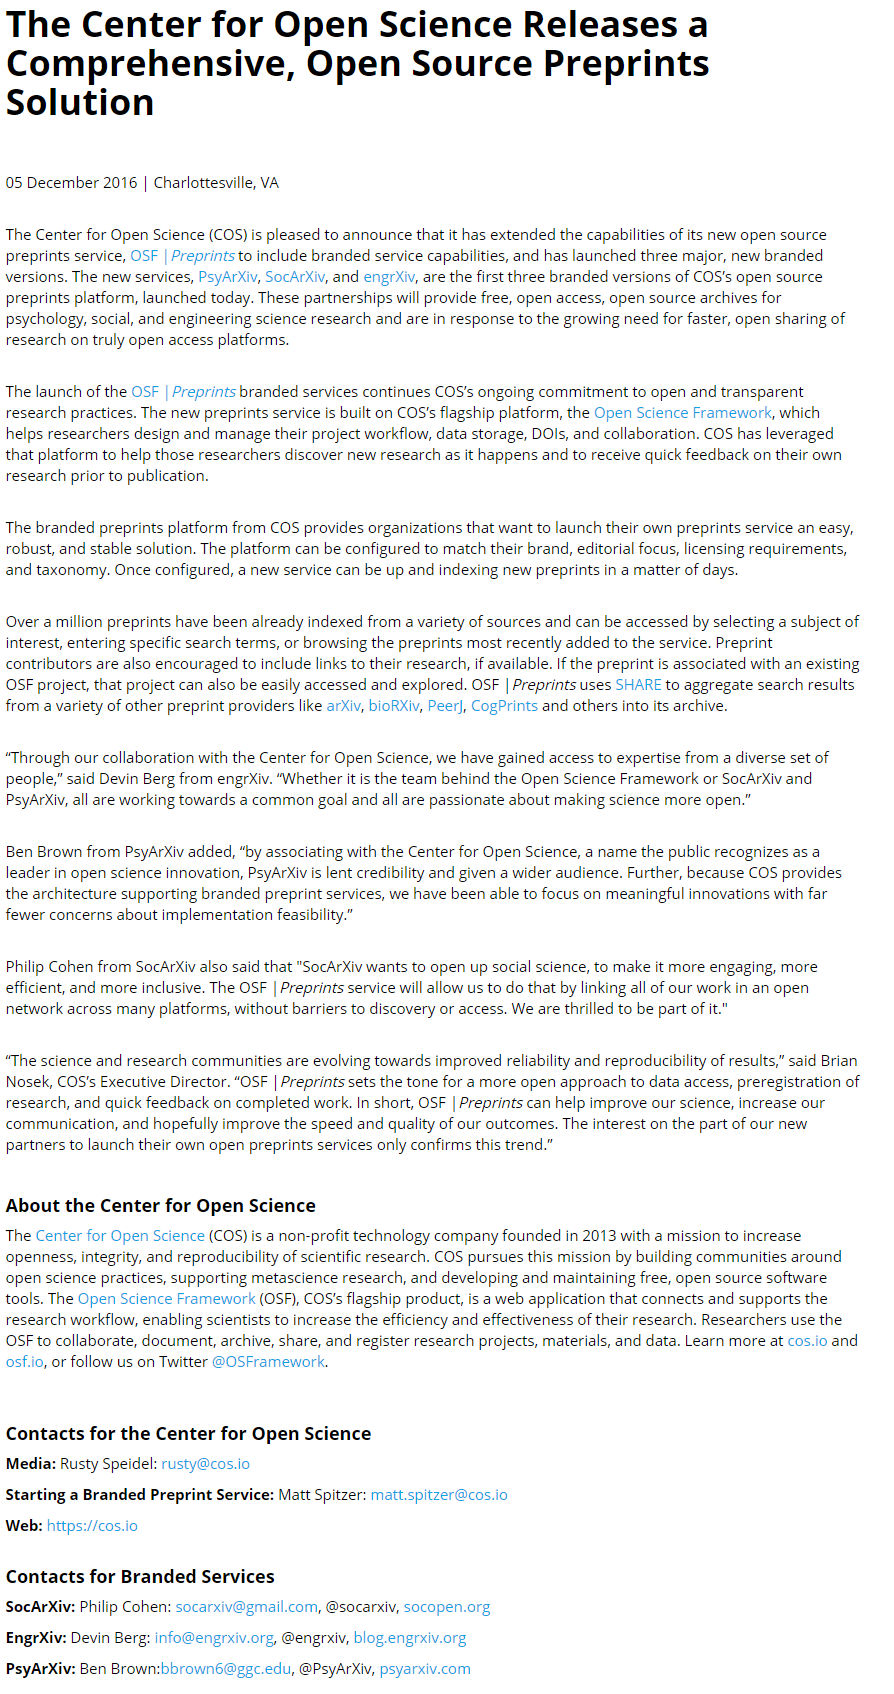 The Center for Open Science Releases a
Comprehensive, Open Source Preprints
Solution
05 December 2016 | Charlottesville, VA
The Center for Open Science (COS) is pleased to announce that it has extended the capabilities of its new open source
preprints service, OSF |Preprints to include branded service capabilities, and has launched three major, new branded
versions. The new services, PsyArXiv, SocArXiv, and engrXiv, are the first three branded versions of COS’s open source
preprints platform, launched today. These partnerships will provide free, open access, open source archives for
psychology, social, and engineering science research and are in response to the growing need for faster, open sharing of
research on truly open access platforms.
The launch of the OSF |Preprints branded services continues COS’s ongoing commitment to open and transparent
research practices. The new preprints service is built on COS’s flagship platform, the Open Science Framework, which
helps researchers design and manage their project workflow, data storage, DOIs, and collaboration. COS has leveraged
that platform to help those researchers discover new research as it happens and to receive quick feedback on their own
research prior to publication.
The branded preprints platform from COS provides organizations that want to launch their own preprints service an easy,
robust, and stable solution. The platform can be configured to match their brand, editorial focus, licensing requirements,
and taxonomy. Once configured, a new service can be up and indexing new preprints in a matter of days.
Over a million preprints have been already indexed from a variety of sources and can be accessed by selecting a subject of
interest, entering specific search terms, or browsing the preprints most recently added to the service. Preprint
contributors are also encouraged to include links to their research, if available. If the preprint is associated with an existing
OSF project, that project can also be easily accessed and explored. OSF |Preprints uses SHARE to aggregate search results
from a variety of other preprint providers like arXiv, bioRXiv, PeerJ, CogPrints and others into its archive.
“Through our collaboration with the Center for Open Science, we have gained access to expertise from a diverse set of
people,” said Devin Berg from engrXiv. “Whether it is the team behind the Open Science Framework or SocArXiv and
PsyArXiv, all are working towards a common goal and all are passionate about making science more open.”
Ben Brown from PsyArXiv added, “by associating with the Center for Open Science, a name the public recognizes as a
leader in open science innovation, PsyArXiv is lent credibility and given a wider audience. Further, because COS provides
the architecture supporting branded preprint services, we have been able to focus on meaningful innovations with far
fewer concerns about implementation feasibility.”
Philip Cohen from SocArXiv also said that "SocArXiv wants to open up social science, to make it more engaging, more
efficient, and more inclusive. The OSF |Preprints service will allow us to do that by linking all of our work in an open
network across many platforms, without barriers to discovery or access. We are thrilled to be part of it."
“The science and research communities are evolving towards improved reliability and reproducibility of results,” said Brian
Nosek, COS’s Executive Director. “OSF |Preprints sets the tone for a more open approach to data access, preregistration of
research, and quick feedback on completed work. In short, OSF |Preprints can help improve our science, increase our
communication, and hopefully improve the speed and quality of our outcomes. The interest on the part of our new
partners to launch their own open preprints services only confirms this trend.”
About the Center for Open Science
The Center for Open Science (COS) is a non-profit technology company founded in 2013 with a mission to increase
openness, integrity, and reproducibility of scientific research. COS pursues this mission by building communities around
open science practices, supporting metascience research, and developing and maintaining free, open source software
tools. The Open Science Framework (OSF), COS’s flagship product, is a web application that connects and supports the
research workflow, enabling scientists to increase the efficiency and effectiveness of their research. Researchers use the
OSF to collaborate, document, archive, share, and register research projects, materials, and data. Learn more at cos.io and
osf.io, or follow us on Twitter @OSFramework.
Contacts for the Center for Open Science
Media: Rusty Speidel: rusty@cos.io
Starting a Branded Preprint Service: Matt Spitzer: matt.spitzer@cos.io
Web: https://cos.io
Contacts for Branded Services
SocArXiv: Philip Cohen: socarxiv@gmail.com, @socarxiv, socopen.org
EngrXiv: Devin Berg: info@engrxiv.org, @engrxiv, blog.engrxiv.org
PsyArXiv: Ben Brown:bbrown6@ggc.edu, @PsyArXiv, psyarxiv.com